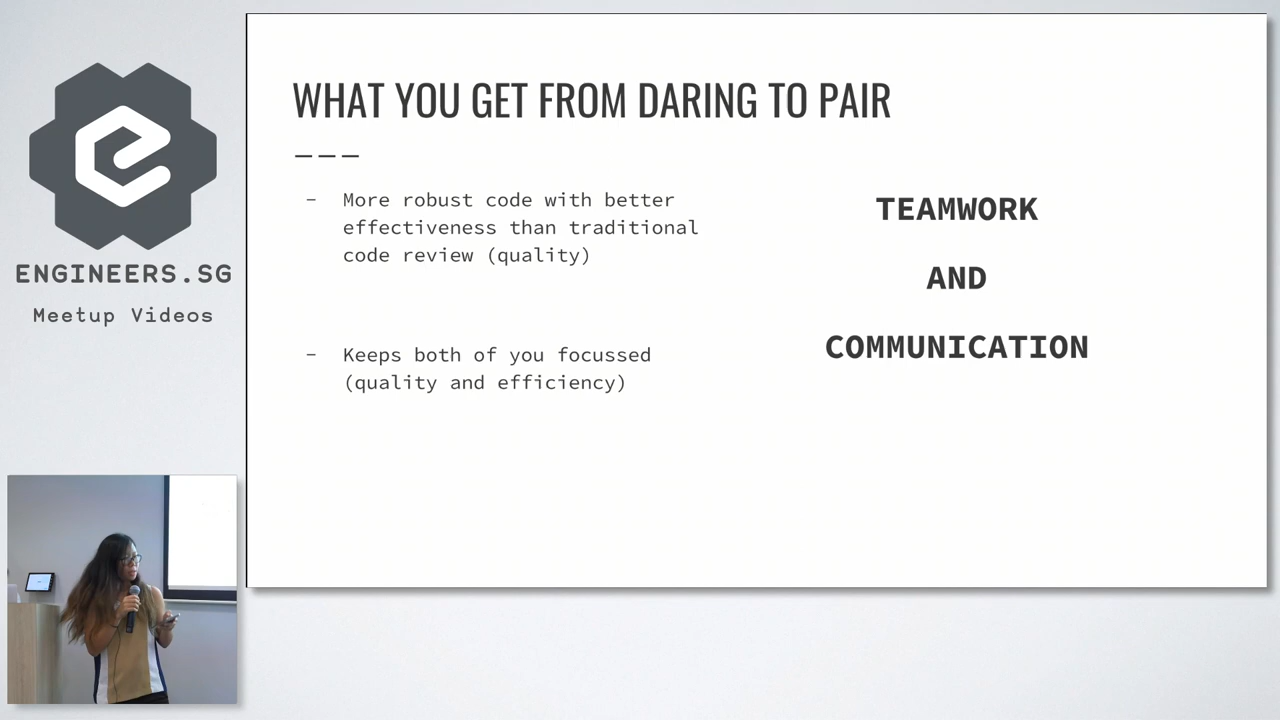 ENGINEERS.SG
Meetup Videos
WHAT YOU GET FROM DARING TO PAIR
– More robust code with better
effectiveness than traditional
code review (quality)
– Keeps both of you focussed
(quality and efficiency)
TEAMWORK
AND
COMMUNICATION